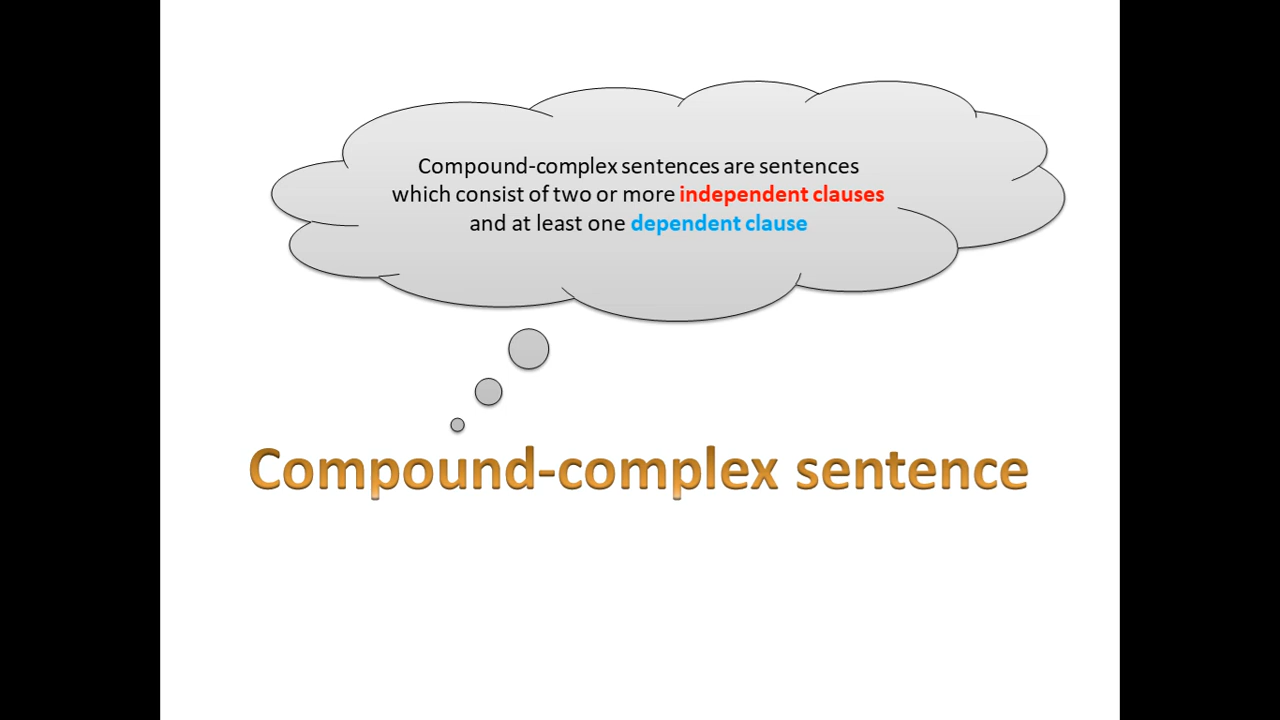 Compound-complex sentences are sentences
which consist of two or more independent clauses
and at least one dependent clause
Compound-complex sentence